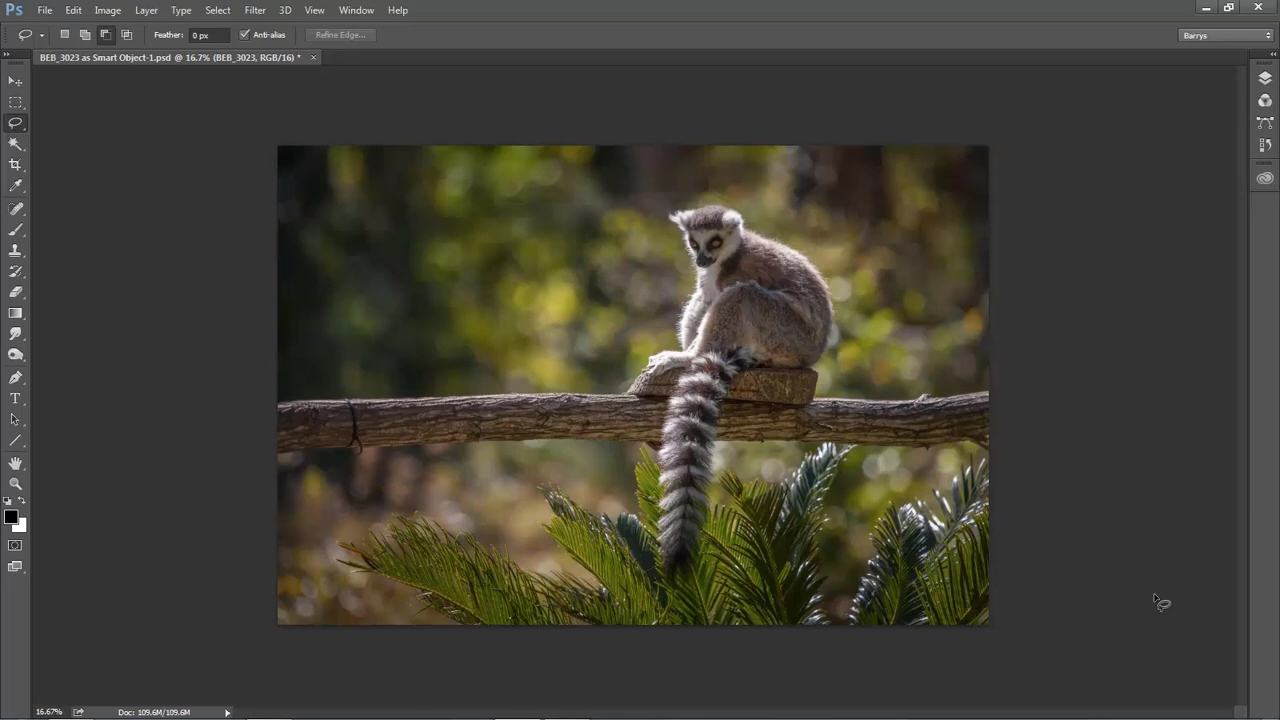 Ps File Edit Image Layer Type Select Filter 3D View Window Help
Feather: 0 px Anti-alias Refine Edge... Barrys
BEB_3023 as Smart Object-1.psd @ 16.7% (BEB_3023, RGB/16) *
T
16.67% Doc: 109.6M/109.6M